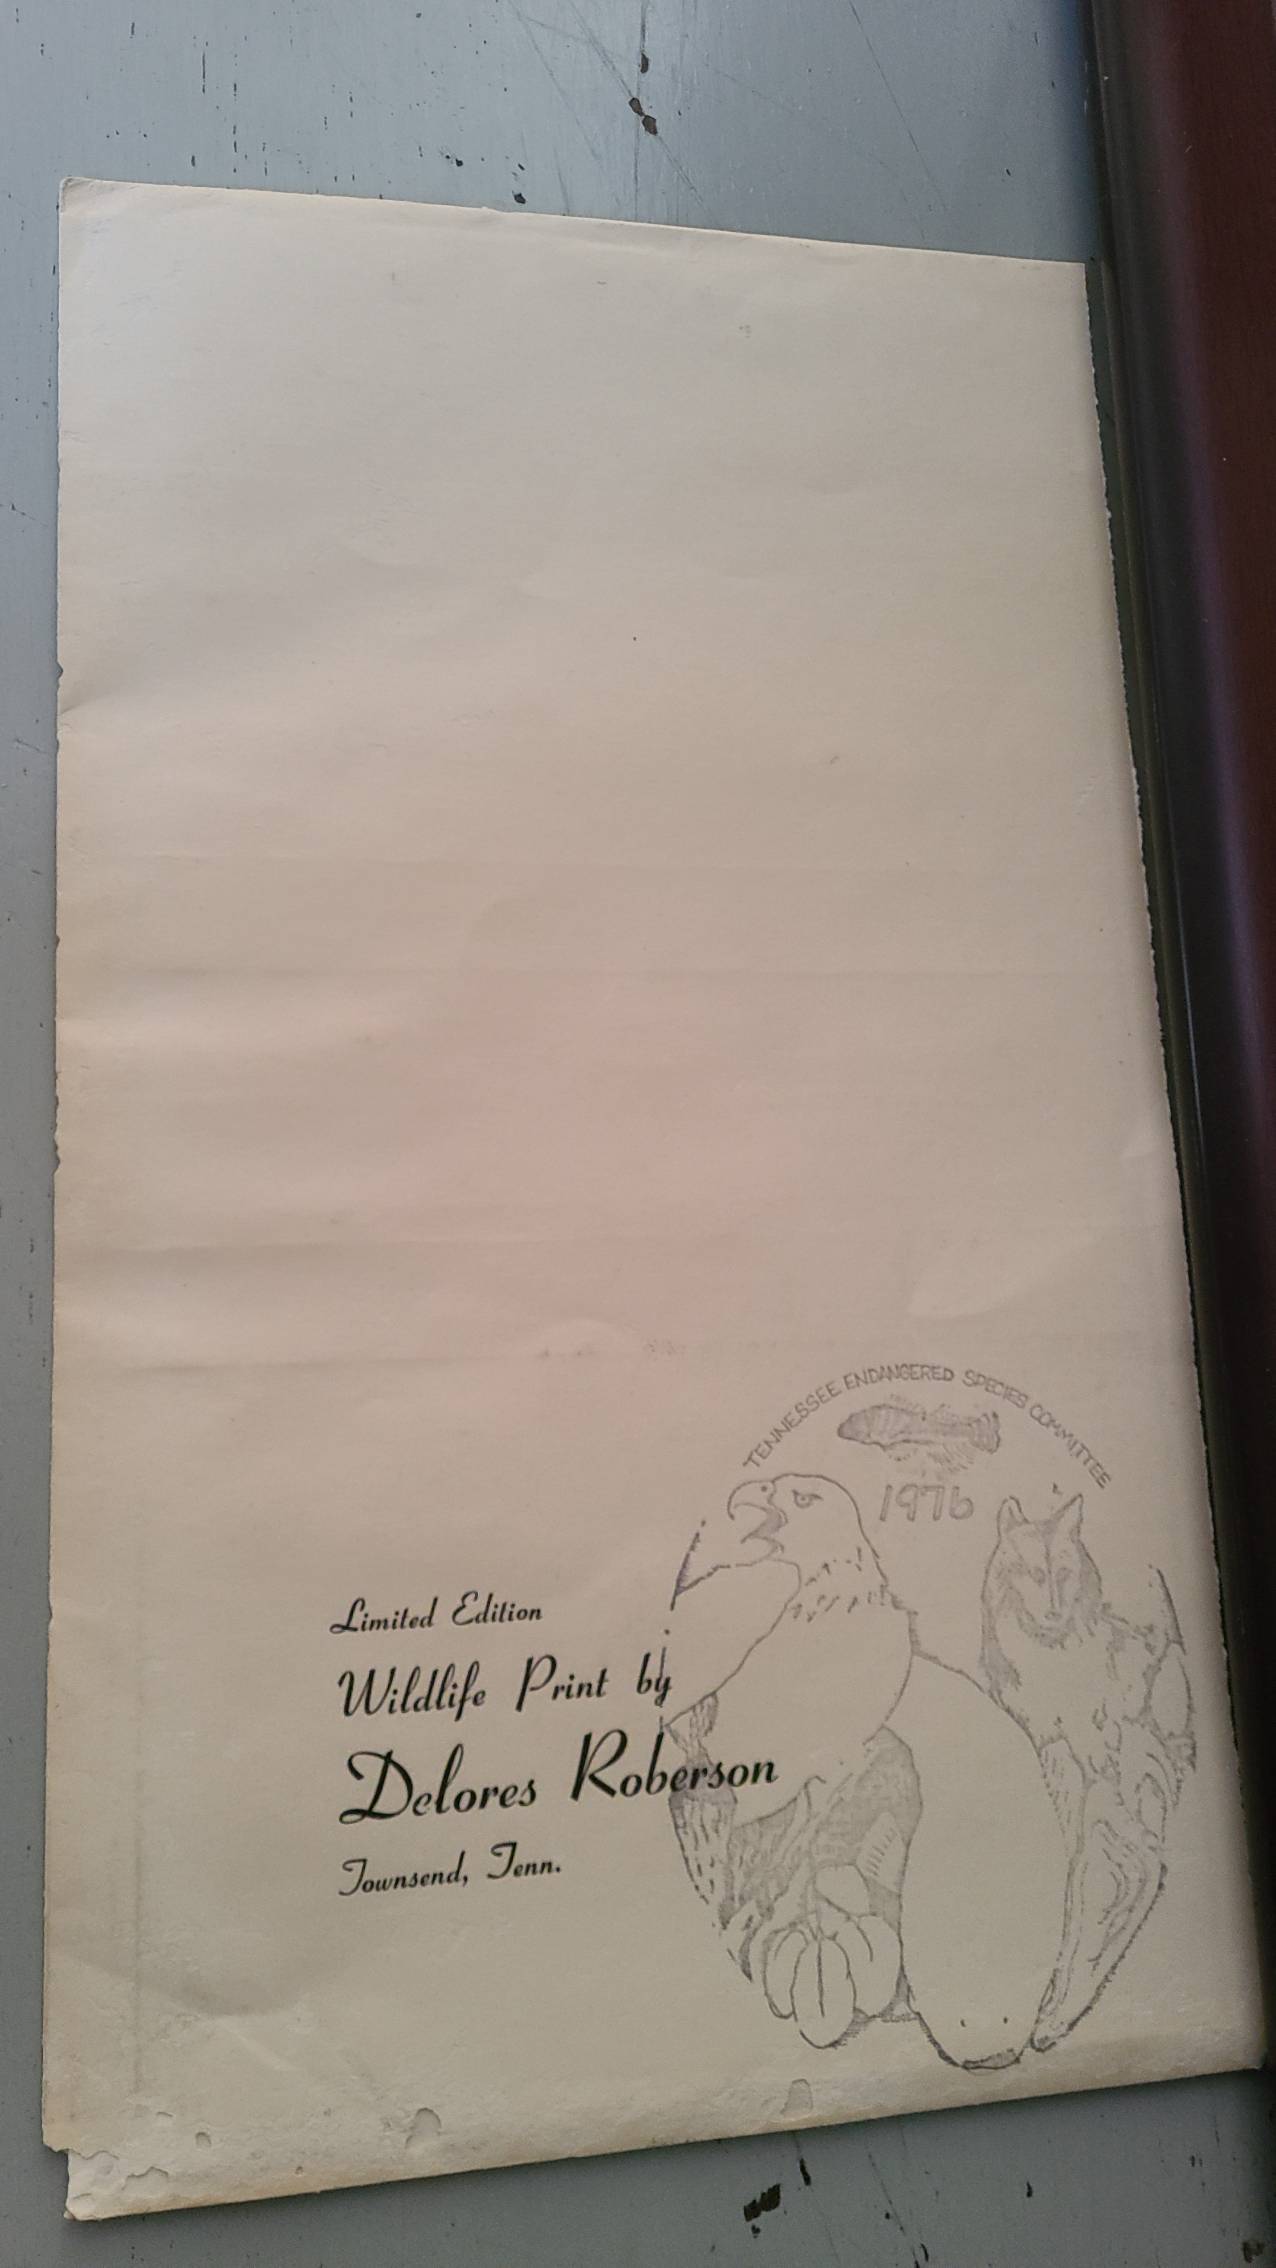 TENNESSEE ENDANGERED SPECIES COMMITTEE
1976
Limited Edition
Wildlife Print by
Delores Roberson
Townsend, Tenn.